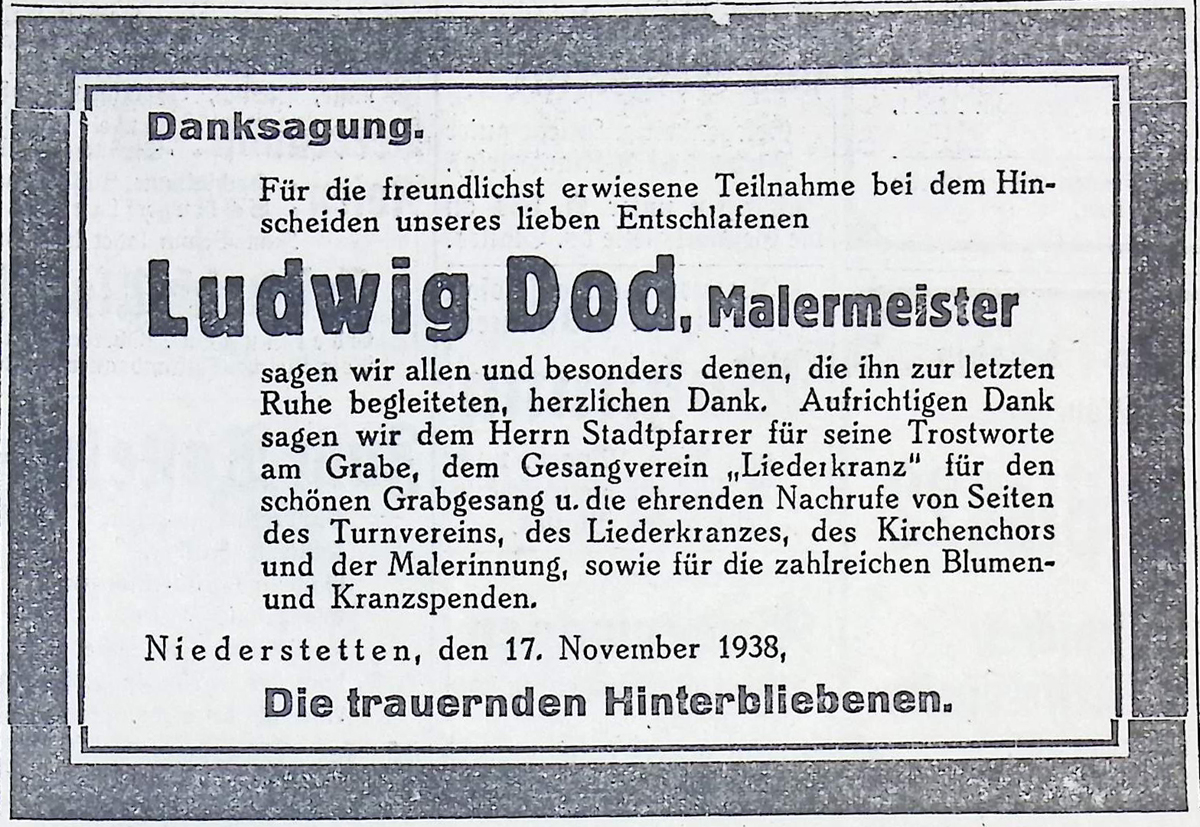 Danksagung.
Für die freundlichst erwiesene Teilnahme bei dem Hin-
scheiden unseres lieben Entschlafenen
Ludwig Dod, Malermeister
sagen wir allen und besonders denen, die ihn zur letzten
Ruhe begleiteten, herzlichen Dank. Aufrichtigen Dank
sagen wir dem Herrn Stadtpfarrer für seine Trostworte
am Grabe, dem Gesangverein „Liederkranz" für den
schönen Grabgesang u. die ehrenden Nachrufe von Seiten
des Turnvereins, des Liederkranzes, des Kirchenchors
und der Malerinnung, sowie für die zahlreichen Blumen-
und Kranzspenden.
Niederstetten, den 17. November 1938,
Die trauernden Hinterbliebenen.